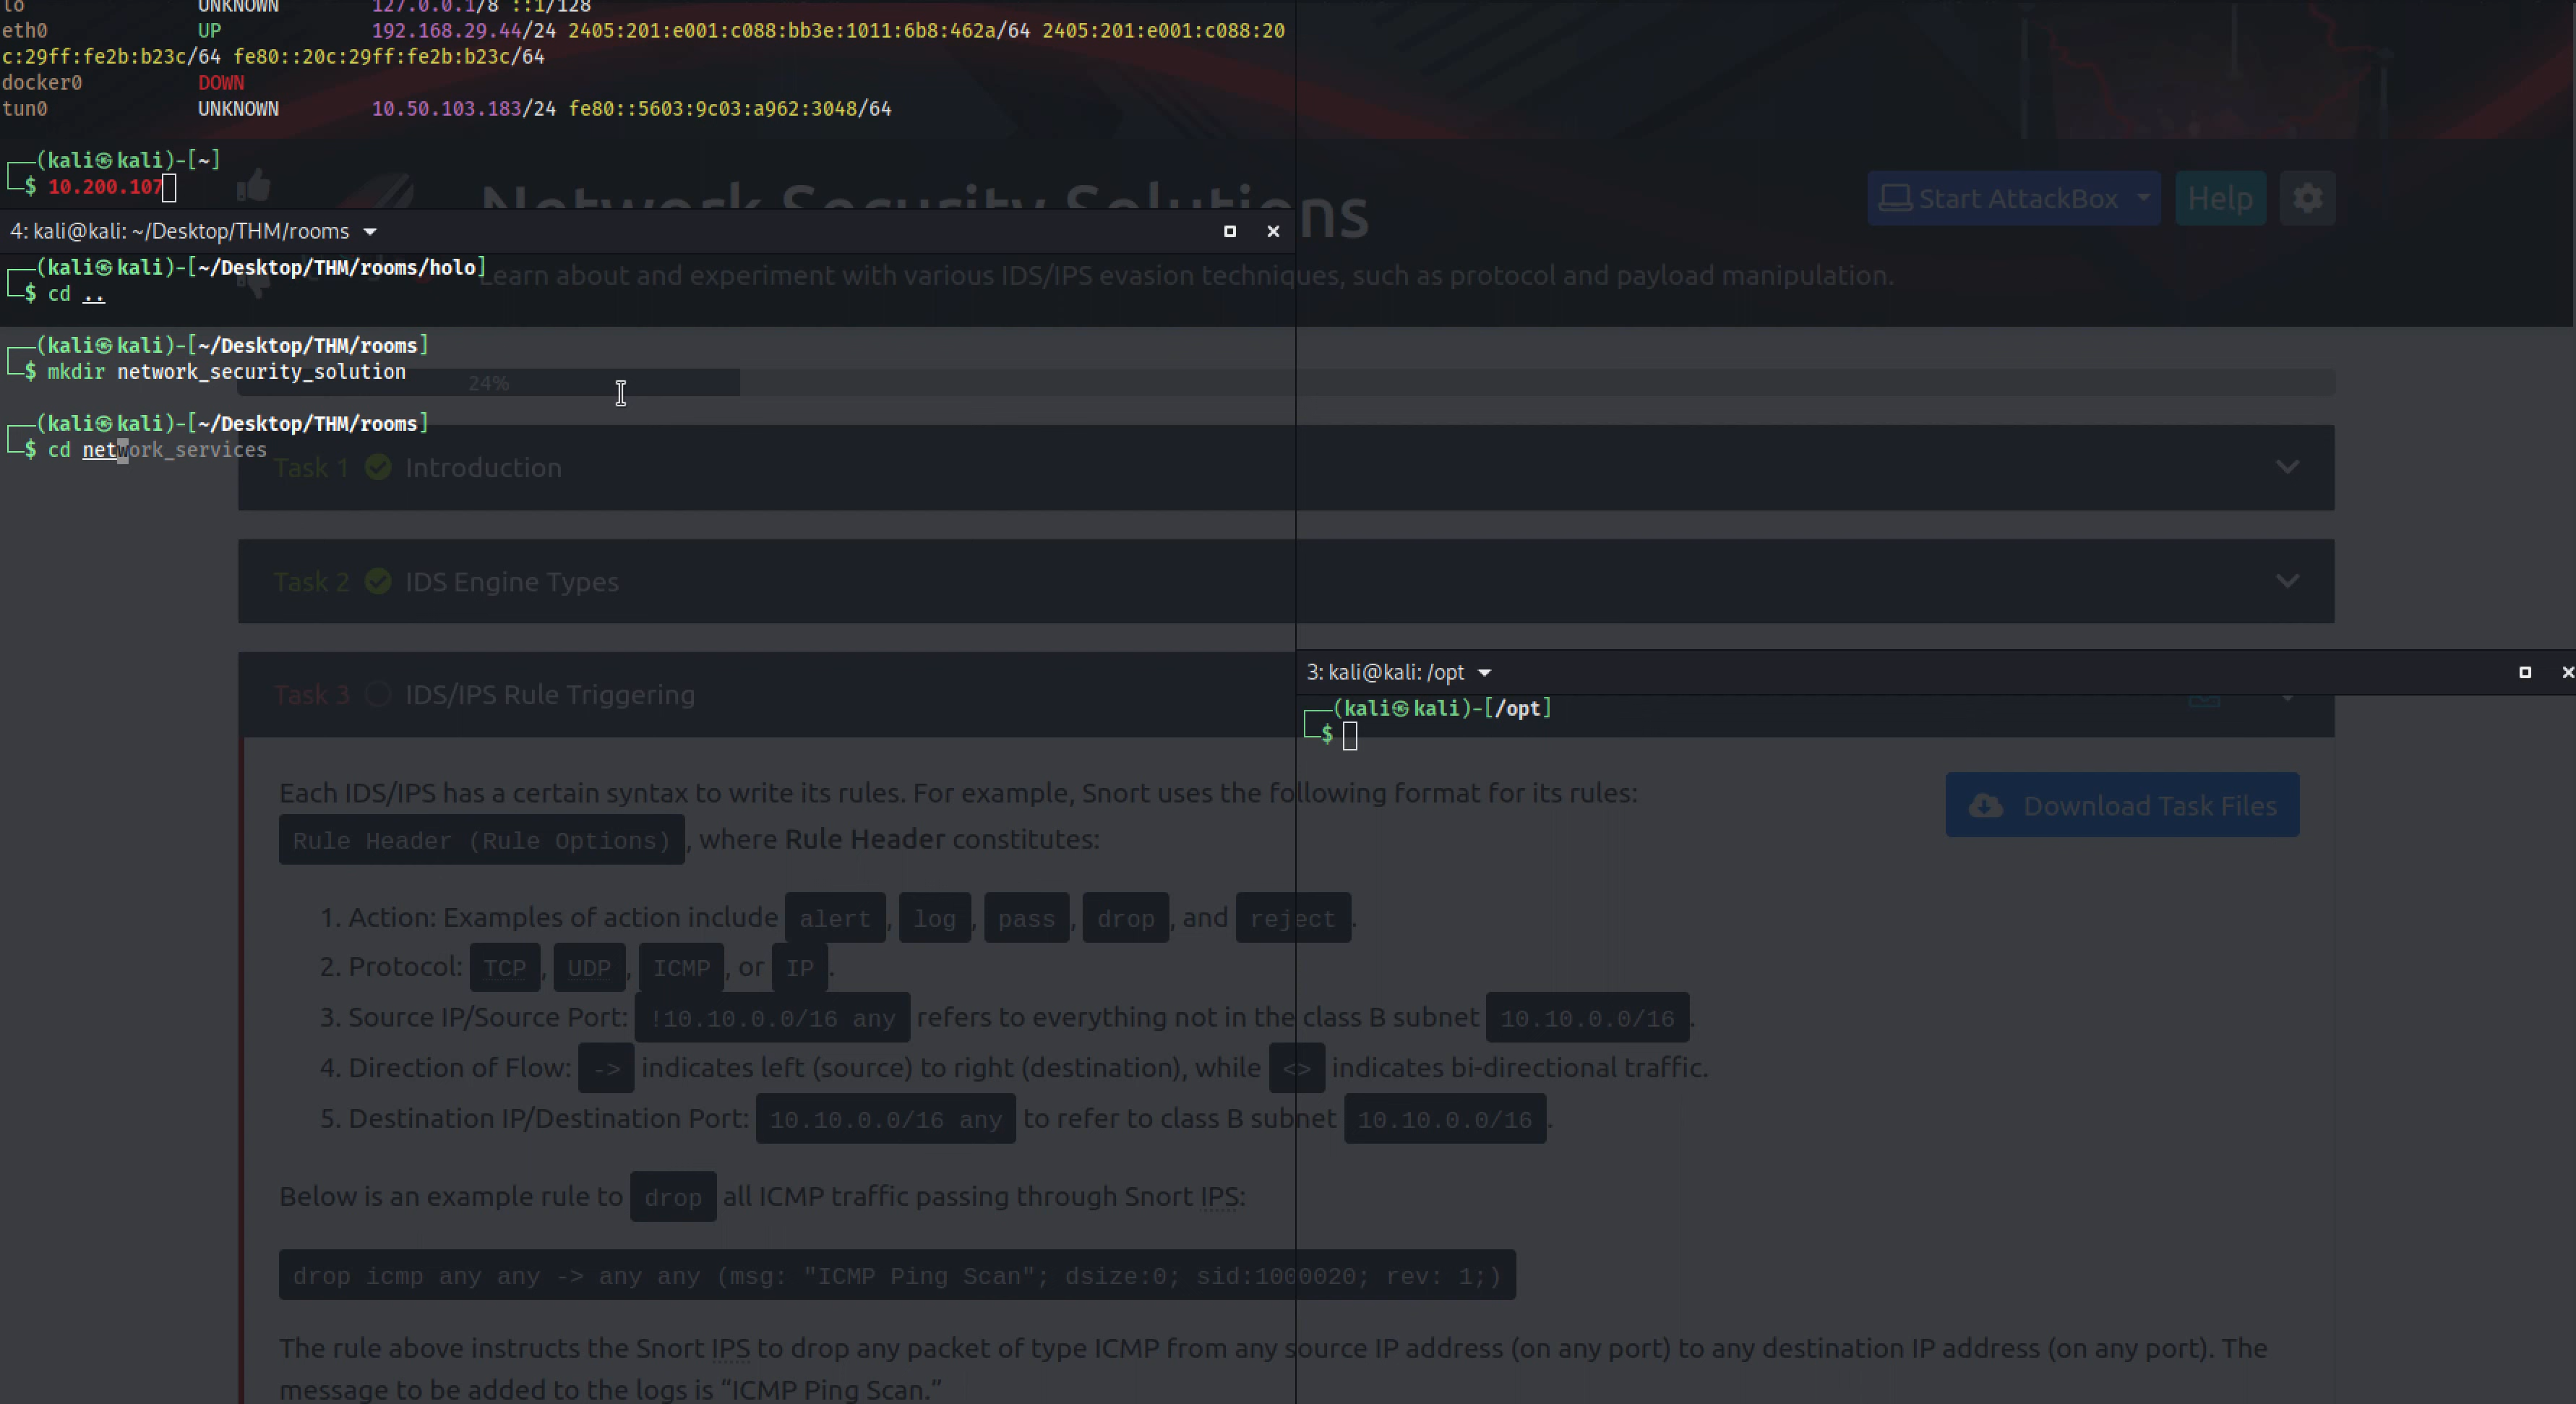 lo UNKNOWN 127.0.0.1/8 ::1/128
eth0 UP 192.168.29.44/24 2405:201:e001:c088:bb3e:1011:6b8:462a/64 2405:201:e001:c088:20
c:29ff:fe2b:b23c/64 fe80::20c:29ff:fe2b:b23c/64
docker0 DOWN
tun0 UNKNOWN 10.50.103.183/24 fe80::5603:9c03:a962:3048/64
┌──(kali㉿kali)-[~]
└─$ 10.200.107
Network Security Solutions
Start AttackBox
Help
4: kali@kali: ~/Desktop/THM/rooms
┌──(kali㉿kali)-[~/Desktop/THM/rooms/holo]
└─$ cd ..
Learn about and experiment with various IDS/IPS evasion techniques, such as protocol and payload manipulation.
┌──(kali㉿kali)-[~/Desktop/THM/rooms]
└─$ mkdir network_security_solution
24%
┌──(kali㉿kali)-[~/Desktop/THM/rooms]
└─$ cd network_services
Task 1 Introduction
Task 2 IDS Engine Types
Task 3 IDS/IPS Rule Triggering
3: kali@kali: /opt
┌──(kali㉿kali)-[/opt]
└─$
Each IDS/IPS has a certain syntax to write its rules. For example, Snort uses the following format for its rules:
Rule Header (Rule Options) , where Rule Header constitutes:
Download Task Files
1. Action: Examples of action include alert , log , pass , drop , and reject .
2. Protocol: TCP , UDP , ICMP , or IP .
3. Source IP/Source Port: !10.10.0.0/16 any refers to everything not in the class B subnet 10.10.0.0/16 .
4. Direction of Flow: -> indicates left (source) to right (destination), while <> indicates bi-directional traffic.
5. Destination IP/Destination Port: 10.10.0.0/16 any to refer to class B subnet 10.10.0.0/16 .
Below is an example rule to drop all ICMP traffic passing through Snort IPS:
drop icmp any any -> any any (msg: "ICMP Ping Scan"; dsize:0; sid:1000020; rev: 1;)
The rule above instructs the Snort IPS to drop any packet of type ICMP from any source IP address (on any port) to any destination IP address (on any port). The
message to be added to the logs is “ICMP Ping Scan.”